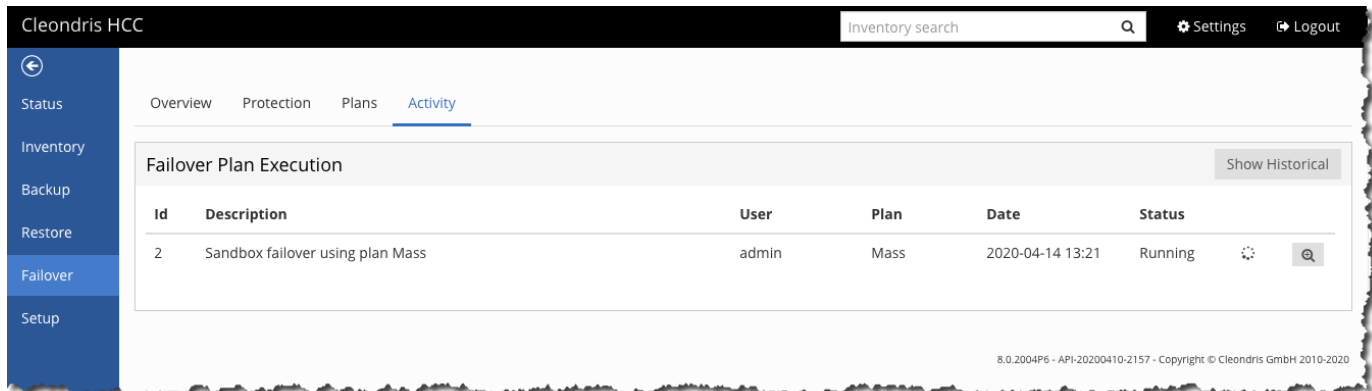 Cleondris HCC
Inventory search
Settings
Logout
Status
Inventory
Backup
Restore
Failover
Setup
Overview Protection Plans Activity
Failover Plan Execution
Show Historical
Id Description User Plan Date Status
2 Sandbox failover using plan Mass admin Mass 2020-04-14 13:21 Running
8.0.2004P6 - API-20200410-2157 - Copyright © Cleondris GmbH 2010-2020